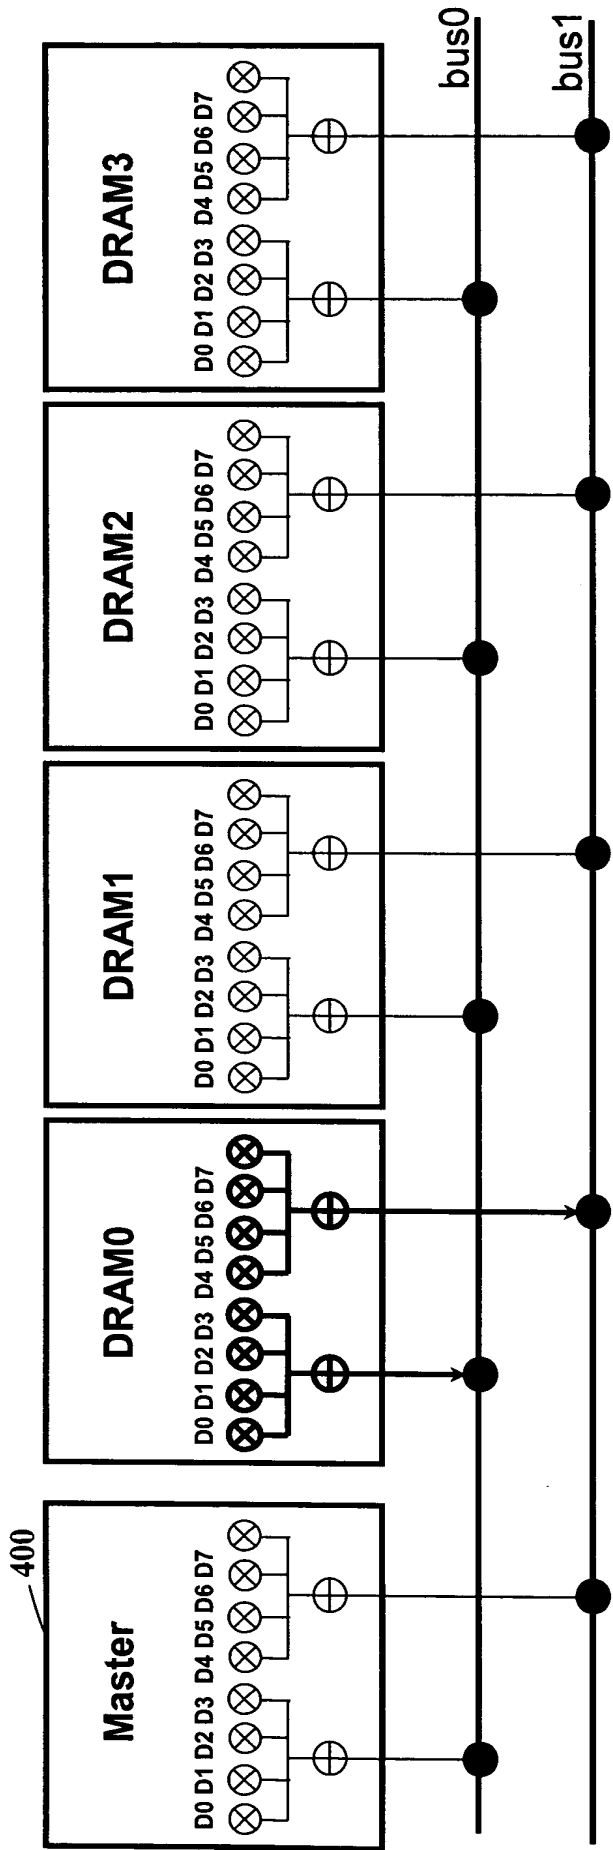 400
Master
D0 D1 D2 D3 D4 D5 D6 D7
DRAM0
D0 D1 D2 D3 D4 D5 D6 D7
DRAM1
D0 D1 D2 D3 D4 D5 D6 D7
DRAM2
D0 D1 D2 D3 D4 D5 D6 D7
DRAM3
D0 D1 D2 D3 D4 D5 D6 D7
bus0
bus1